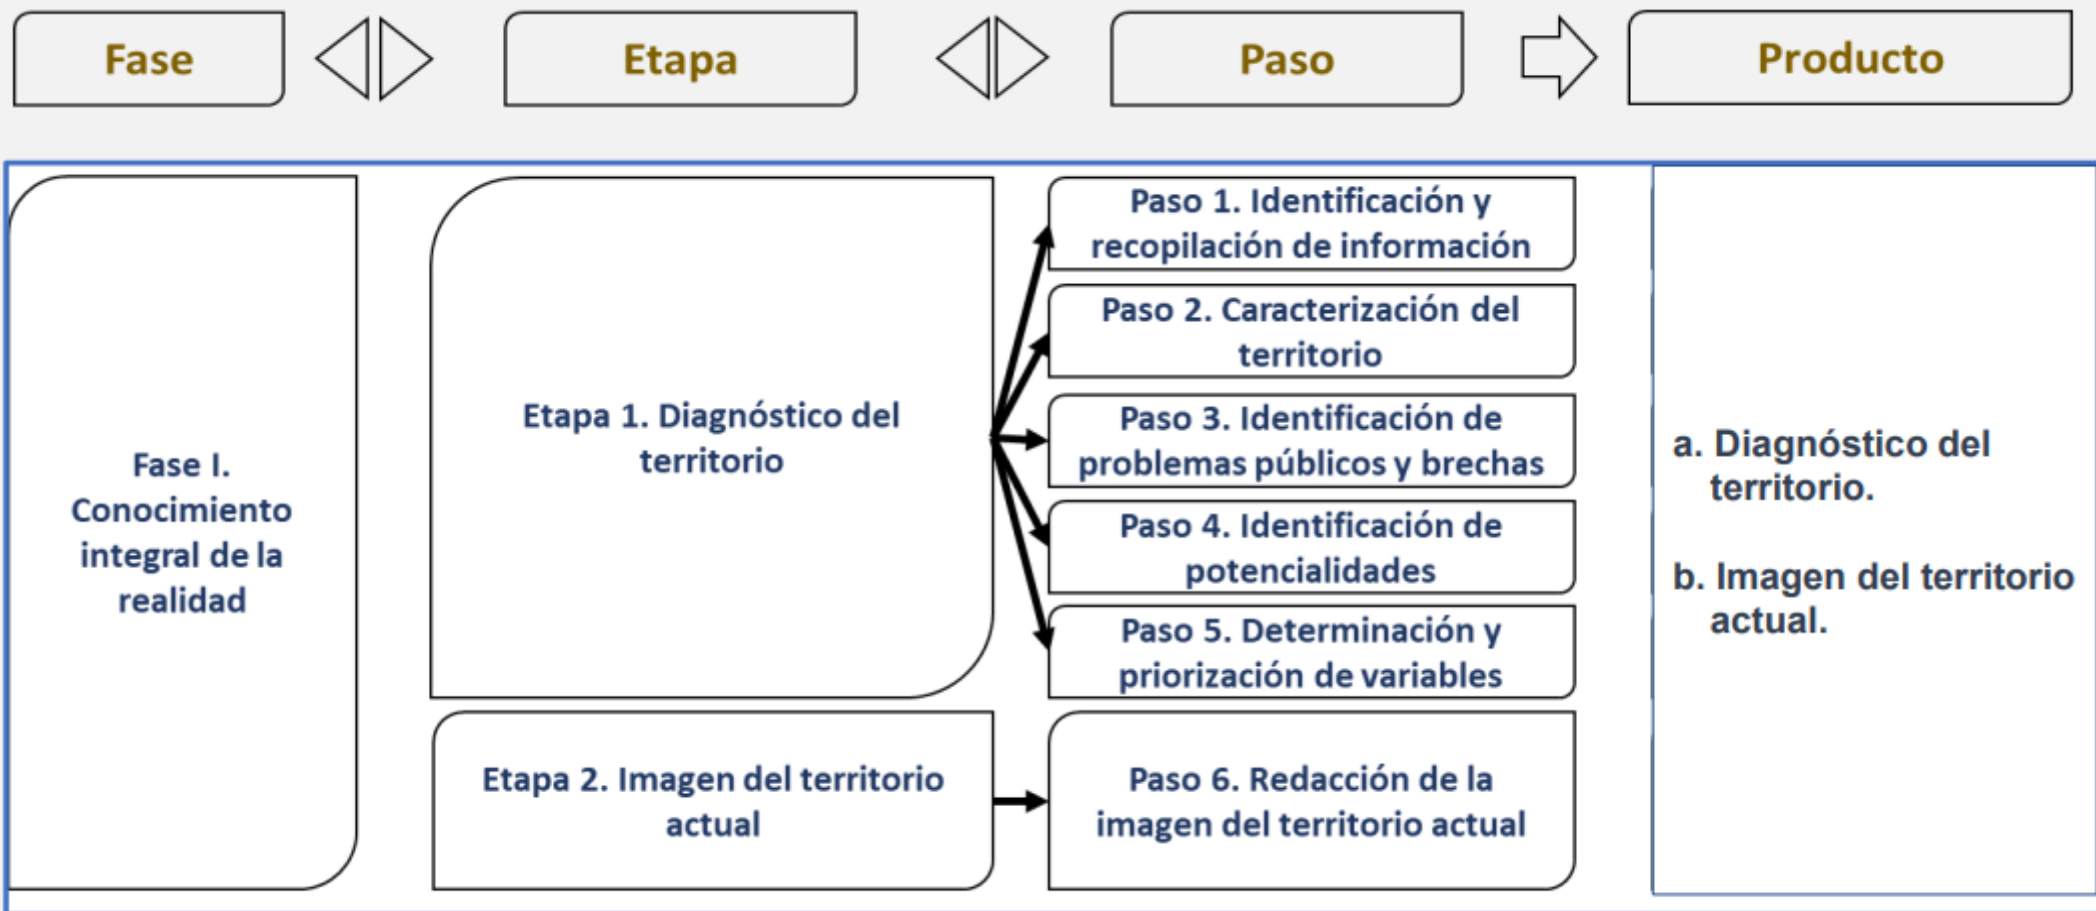 Fase
Etapa
Paso
Producto
Fase I.
Conocimiento
integral de la
realidad
Etapa 1. Diagnóstico del
territorio
Paso 1. Identificación y
recopilación de información
Paso 2. Caracterización del
territorio
Paso 3. Identificación de
problemas públicos y brechas
Paso 4. Identificación de
potencialidades
Paso 5. Determinación y
priorización de variables
Etapa 2. Imagen del territorio
actual
Paso 6. Redacción de la
imagen del territorio actual
a. Diagnóstico del
territorio.
b. Imagen del territorio
actual.